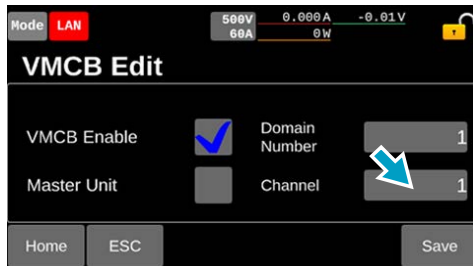 Mode LAN 500V 0.000A -0.01V
60A 0W
VMCB Edit
VMCB Enable Domain Number 1
Master Unit Channel 1
Home ESC Save